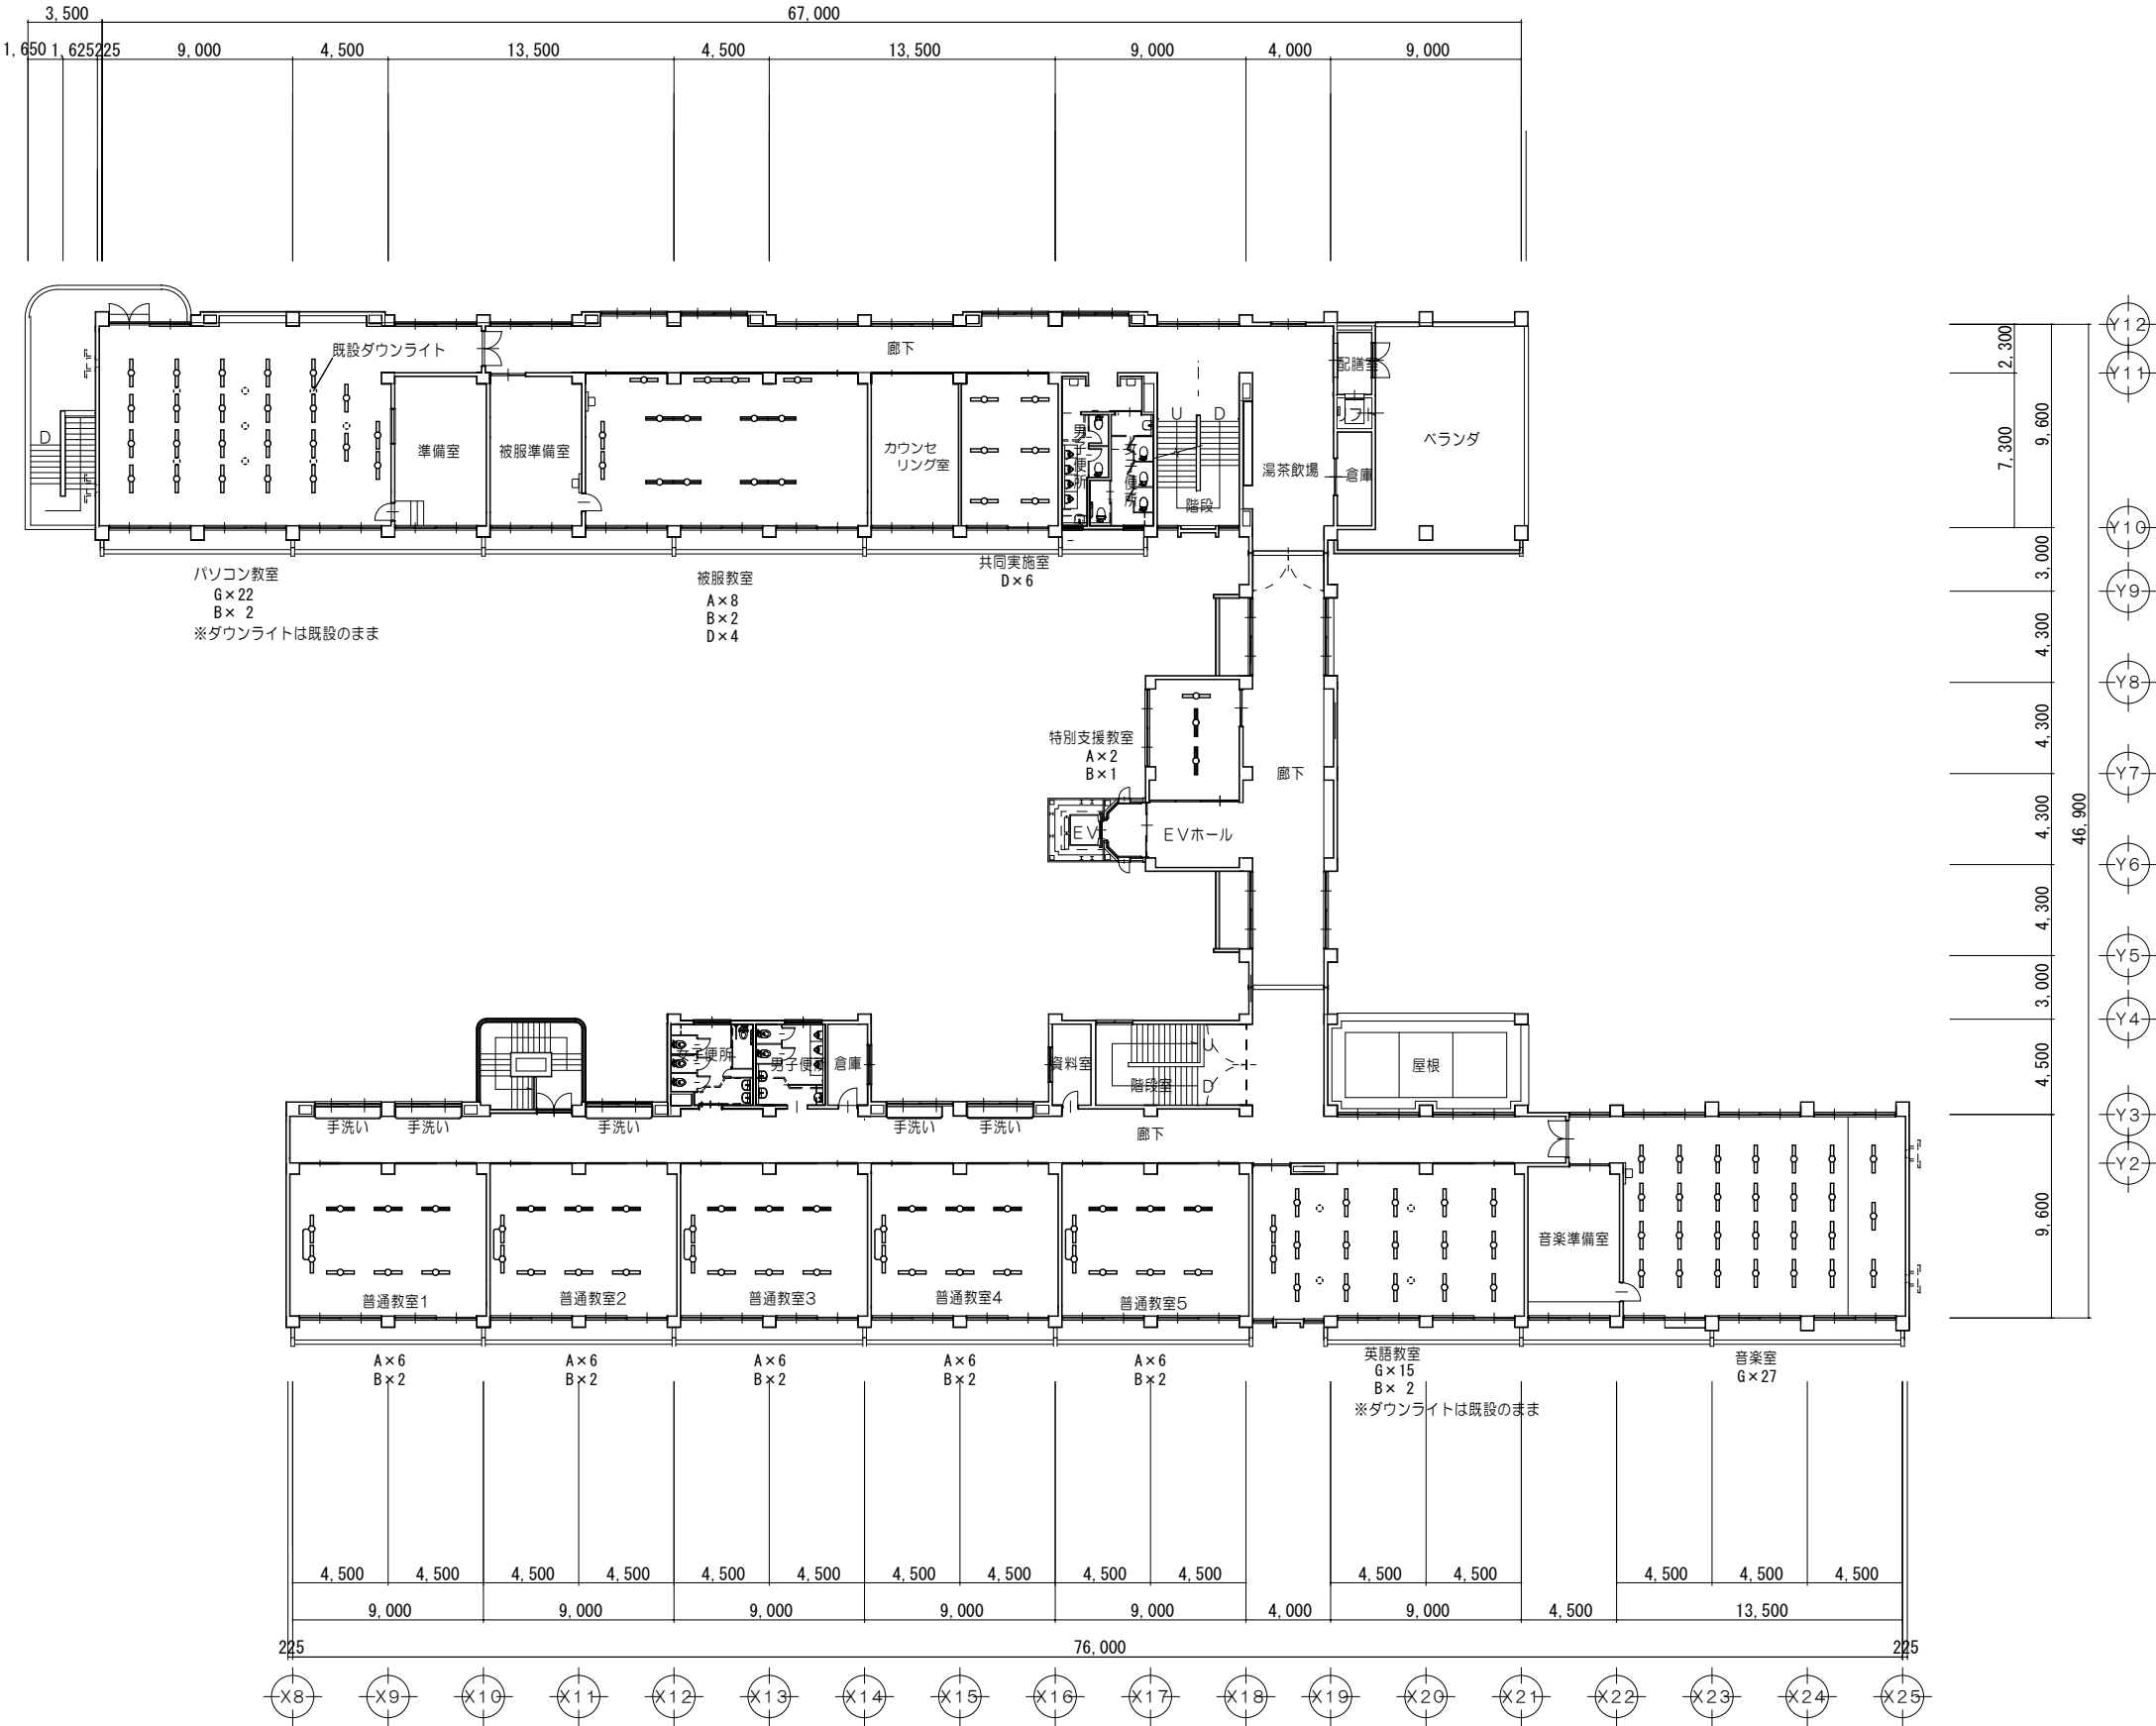 3,500
67,000
1,650 1,625 225
9,000
4,500
13,500
4,500
13,500
9,000
4,000
9,000
既設ダウンライト
廊下
配膳室
準備室
被服準備室
カウンセ
リング室
男子便所
女子便所
U D
階段
湯茶飲場
リフト
倉庫
ベランダ
D
パソコン教室
G×22
B× 2
※ダウンライトは既設のまま
被服教室
A×8
B×2
D×4
共同実施室
D×6
特別支援教室
A×2
B×1
廊下
EV
EVホール
Y12
2,300
Y11
7,300
9,600
Y10
3,000
Y9
4,300
Y8
4,300
Y7
4,300
46,900
Y6
4,300
Y5
3,000
Y4
4,500
Y3
Y2
9,600
女子便所
男子便所
倉庫
資料室
階段室
U
D
屋根
手洗い
手洗い
手洗い
手洗い
手洗い
廊下
音楽準備室
普通教室1
普通教室2
普通教室3
普通教室4
普通教室5
A×6
B×2
A×6
B×2
A×6
B×2
A×6
B×2
A×6
B×2
英語教室
G×15
B× 2
※ダウンライトは既設のまま
音楽室
G×27
4,500 4,500 4,500 4,500 4,500 4,500 4,500 4,500 4,500 4,500 4,500 4,500 4,500 4,500 4,500
9,000 9,000 9,000 9,000 9,000 4,000 9,000 4,500 13,500
225 76,000 225
X8 X9 X10 X11 X12 X13 X14 X15 X16 X17 X18 X19 X20 X21 X22 X23 X24 X25